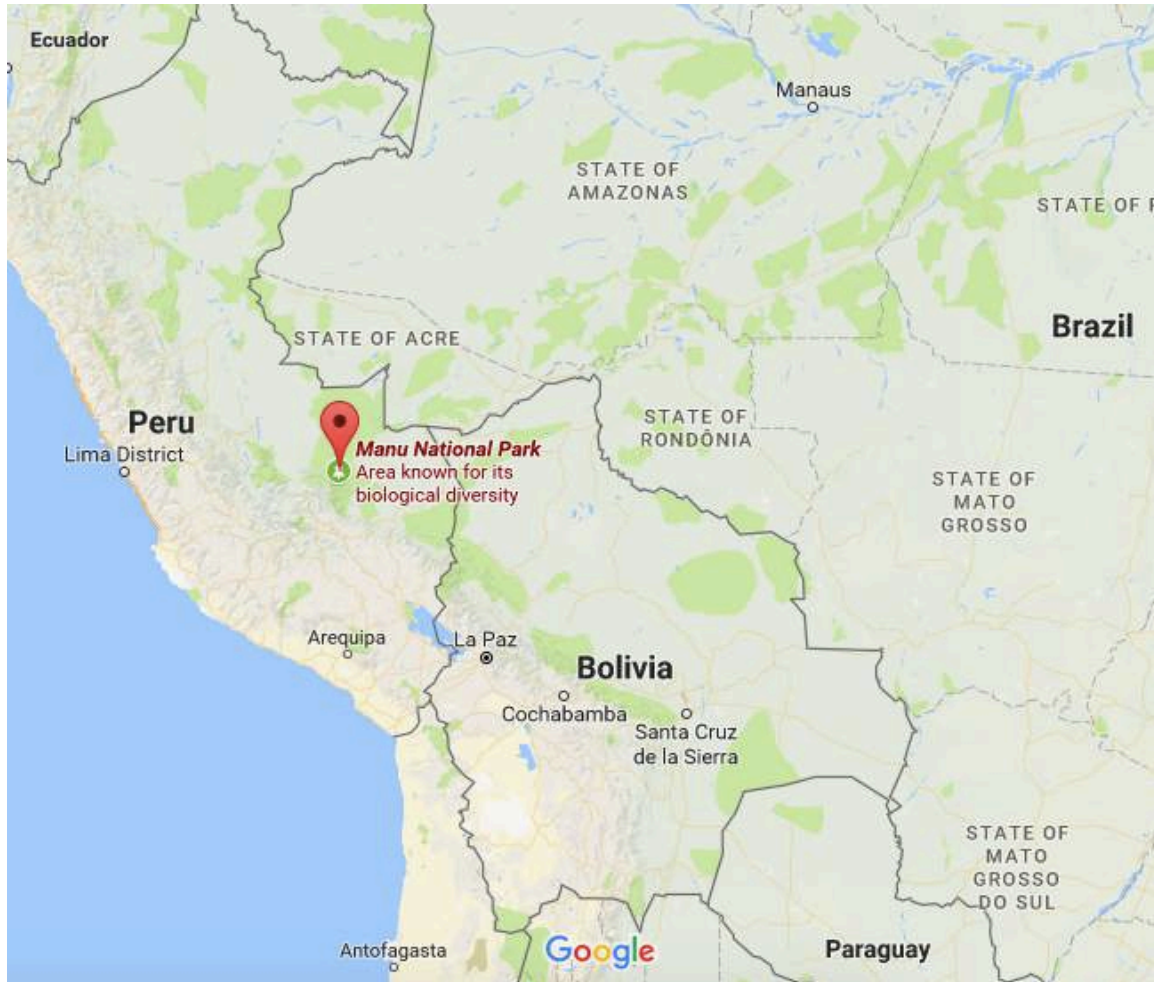 Ecuador
Manaus
STATE OF
AMAZONAS
STATE OF P
Brazil
STATE OF ACRE
Peru
Lima District
STATE OF
RONDÔNIA
Manu National Park
Area known for its
biological diversity
STATE OF
MATO
GROSSO
Arequipa
La Paz
Bolivia
Cochabamba
Santa Cruz
de la Sierra
STATE OF
MATO
GROSSO
DO SUL
Antofagasta
Google
Paraguay